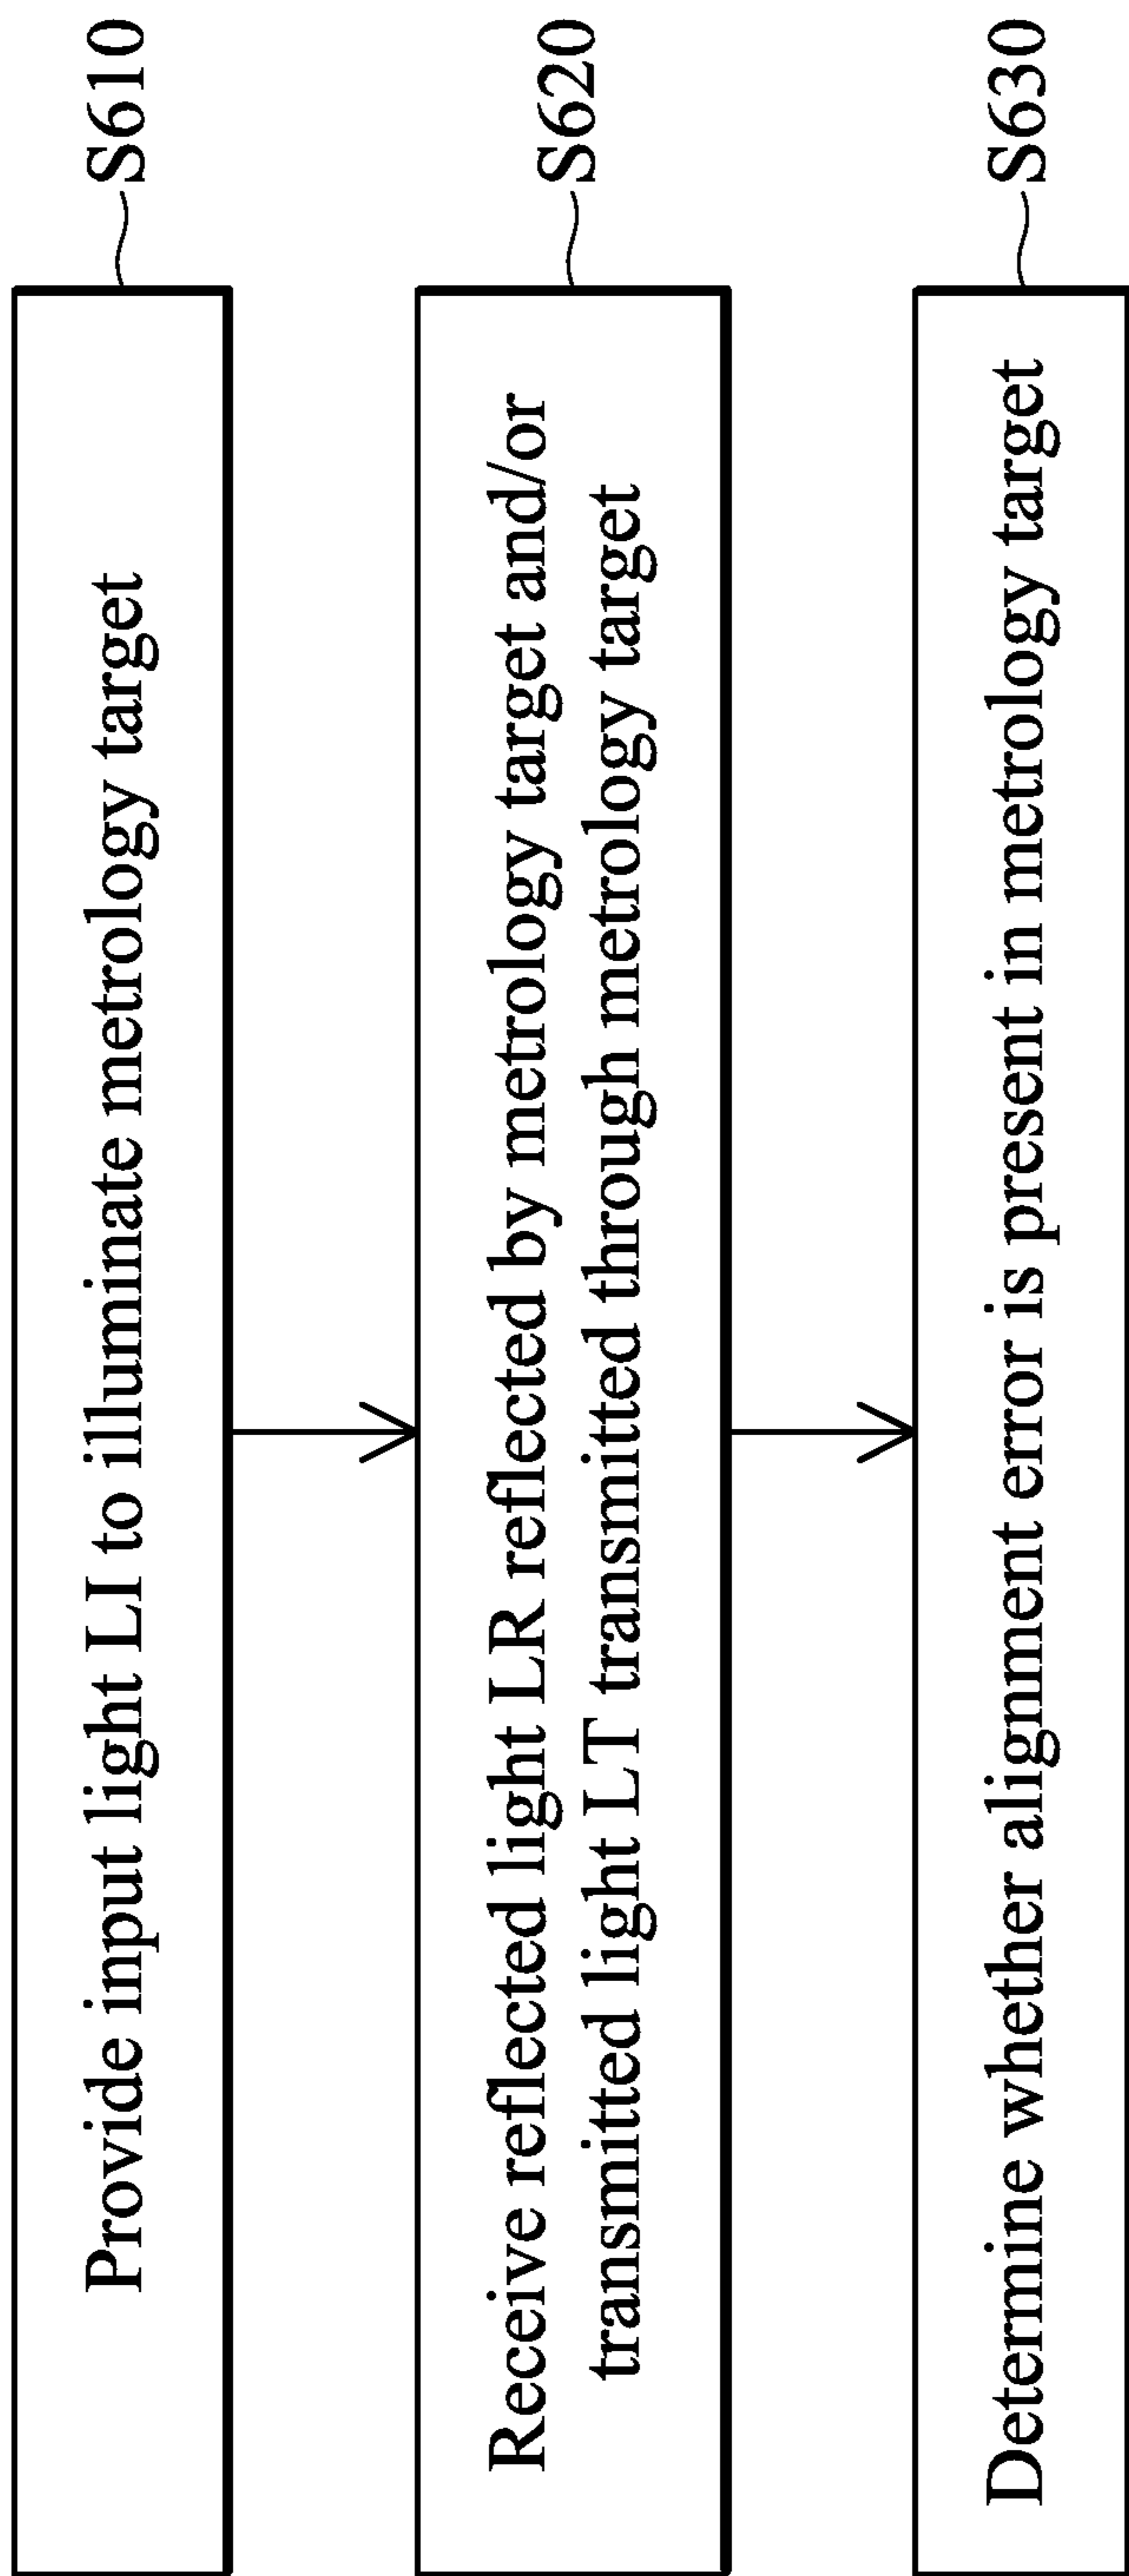 Provide input light LI to illuminate metrology target
S610
Receive reflected light LR reflected by metrology target and/or
transmitted light LT transmitted through metrology target
S620
Determine whether alignment error is present in metrology target
S630